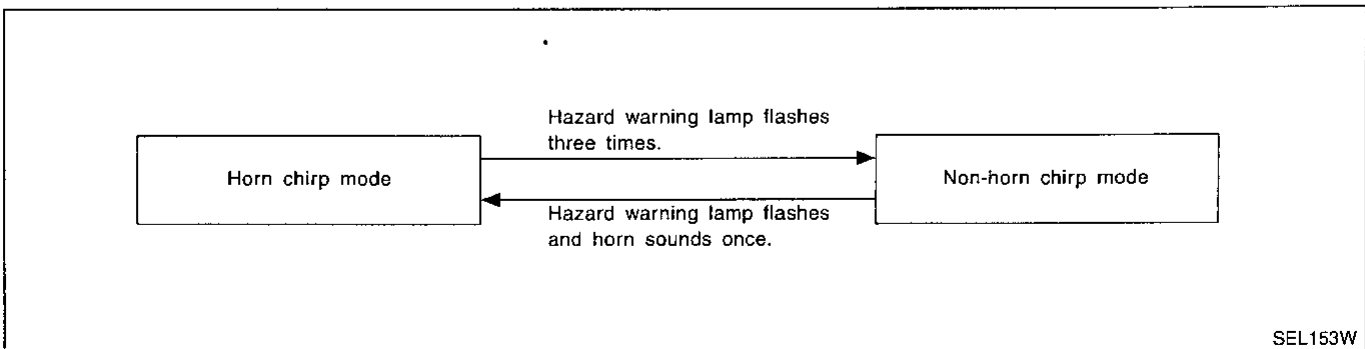 Hazard warning lamp flashes
three times.
Horn chirp mode
Non-horn chirp mode
Hazard warning lamp flashes
and horn sounds once.
SEL153W